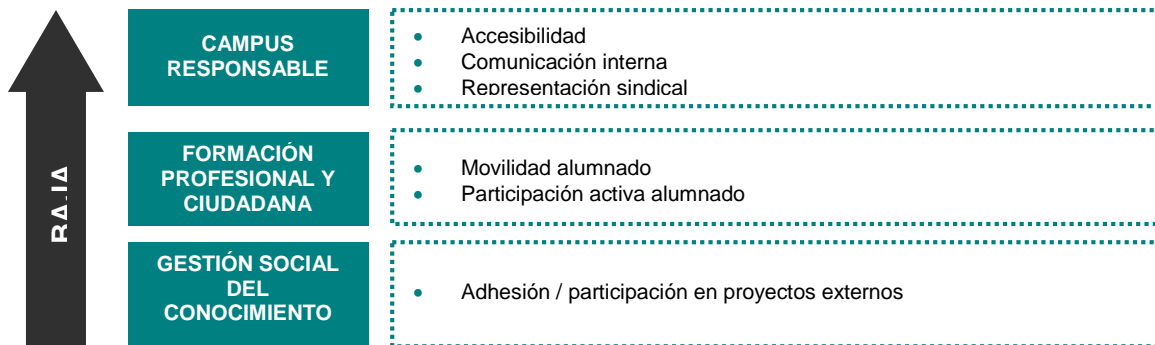 CAMPUS
RESPONSABLE
• Accesibilidad
• Comunicación interna
• Representación sindical
BAJA
FORMACIÓN
PROFESIONAL Y
CIUDADANA
• Movilidad alumnado
• Participación activa alumnado
GESTIÓN SOCIAL
DEL
CONOCIMIENTO
• Adhesión / participación en proyectos externos